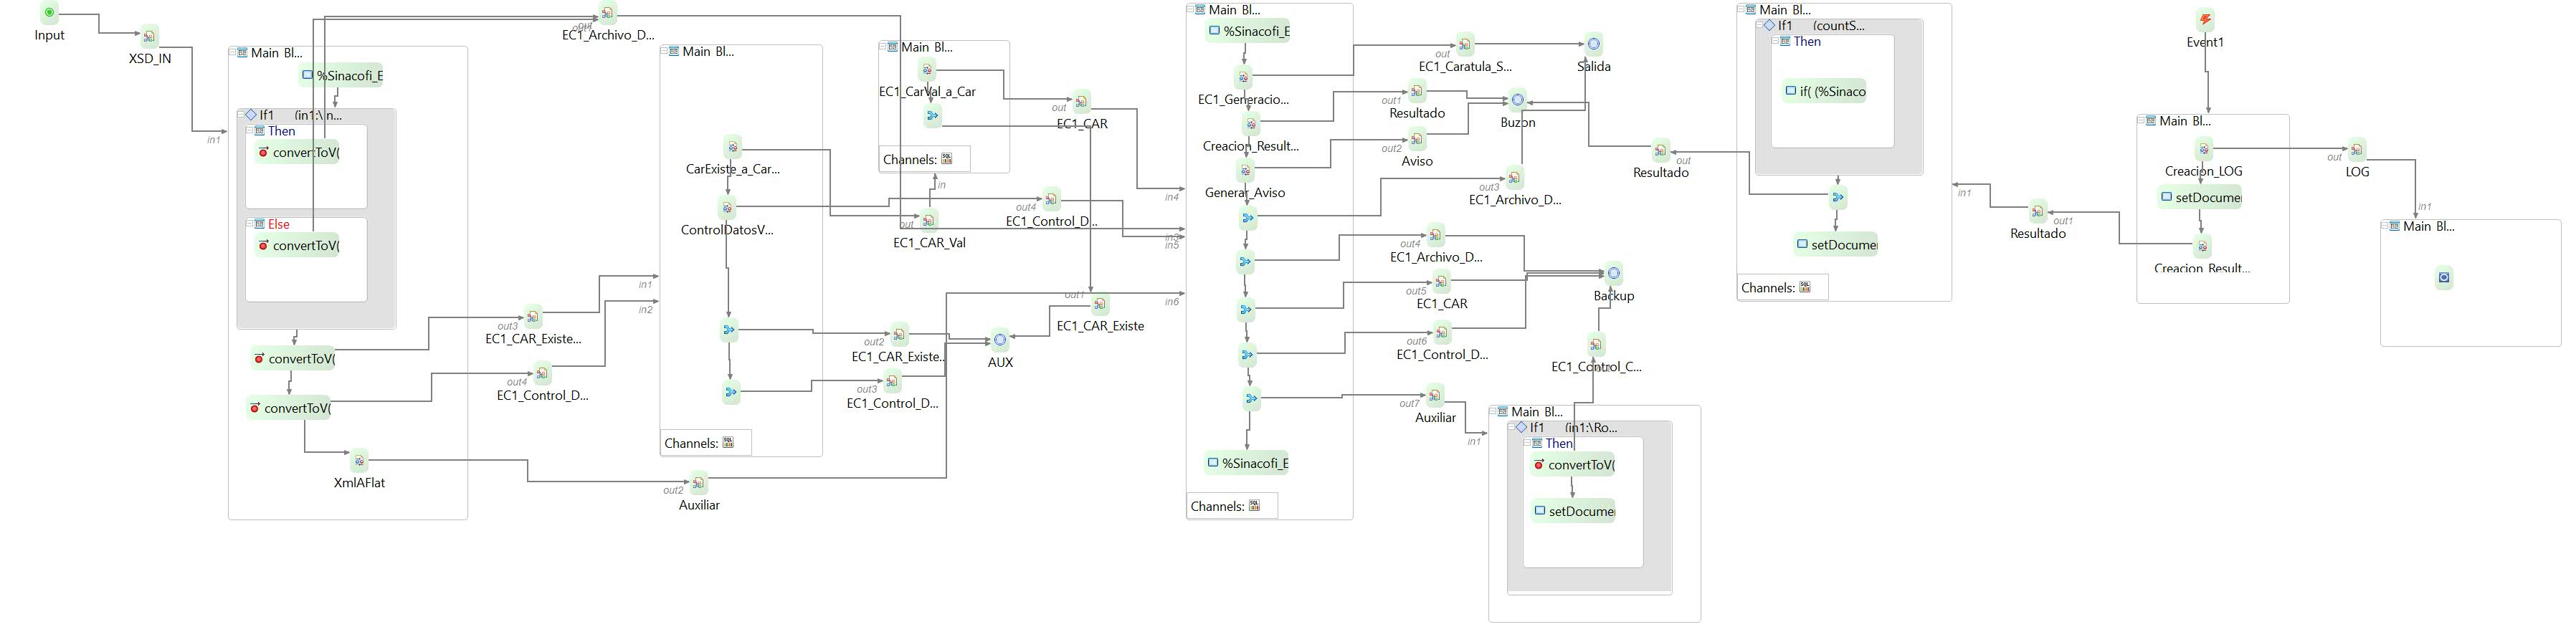 Input
XSD_IN
in1
Main Bl...
%Sinacofi_E
If1 (in1:\In...
Then
convertToV(
Else
convertToV(
convertToV(
convertToV(
XmlAFlat
out
EC1_Archivo_D...
out3
EC1_CAR_Existe...
out4
EC1_Control_D...
out2
Auxiliar
in1
in2
Main Bl...
CarExiste_a_Car...
ControlDatosV...
Channels:
Main Bl...
EC1_CarVal_a_Car
Channels:
in
out
EC1_CAR_Val
out
EC1_CAR
out4
EC1_Control_D...
out1
EC1_CAR_Existe
out2
EC1_CAR_Existe...
out3
EC1_Control_D...
AUX
in4
in5
in6
Main Bl...
%Sinacofi_E
EC1_Generacio...
Creacion_Result...
Generar_Aviso
%Sinacofi_E
Channels:
out
EC1_Caratula_S...
Salida
out1
Resultado
Buzon
out2
Aviso
out3
EC1_Archivo_D...
out4
EC1_Archivo_D...
out5
EC1_CAR
out6
EC1_Control_D...
Backup
EC1_Control_C...
out7
Auxiliar
in1
Main Bl...
If1 (in1:\Ro...
Then
convertToV(
setDocume
out
Resultado
Main Bl...
If1 (countS...
Then
if( (%Sinaco
setDocume
Channels:
in1
out1
Resultado
Event1
Main Bl...
Creacion_LOG
setDocume
Creacion_Result...
out
LOG
in1
Main Bl...